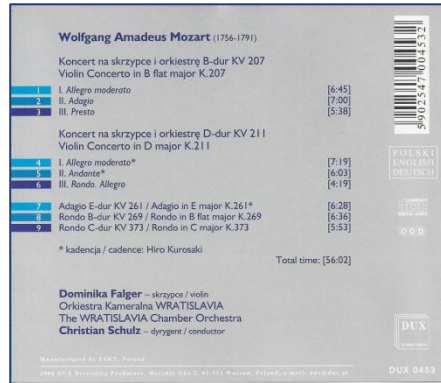 Wolfgang Amadeus Mozart (1756-1791)
Koncert na skrzypce i orkiestrę B-dur KV 207
Violin Concerto in B flat major K.207
1 I. Allegro moderato [6:45]
2 II. Adagio [7:00]
3 III. Presto [5:38]
Koncert na skrzypce i orkiestrę D-dur KV 211
Violin Concerto in D major K.211
4 I. Allegro moderato* [7:19]
5 II. Andante* [6:03]
6 III. Rondo. Allegro [4:19]
7 Adagio E-dur KV 261 / Adagio in E major K.261* [6:28]
8 Rondo B-dur KV 269 / Rondo in B flat major K.269 [6:36]
9 Rondo C-dur KV 373 / Rondo in C major K.373 [5:53]
* kadencja / cadence: Hiro Kurosaki
Total time: [56:02]
Dominika Falger – skrzypce / violin
Orkiestra Kameralna WRATISLAVIA
The WRATISLAVIA Chamber Orchestra
Christian Schulz – dyrygent / conductor
5 902547 004532
POLSKI
ENGLISH
DEUTSCH
DDD
DUX
DUX 0453